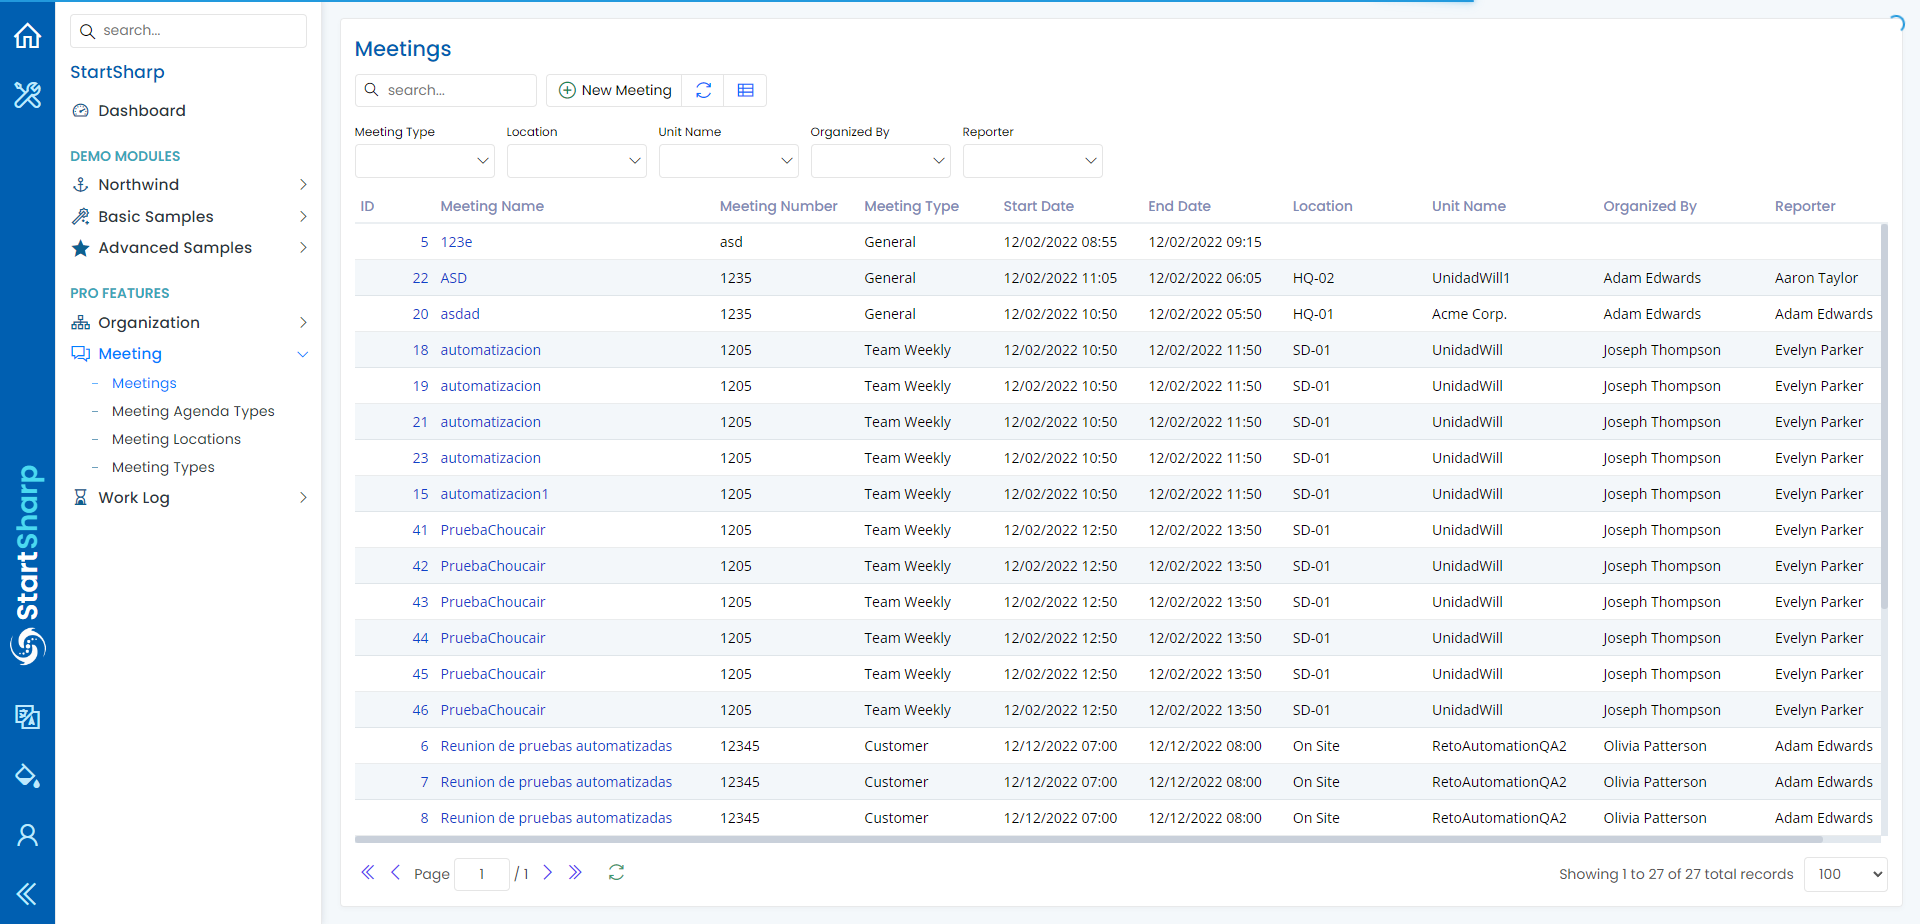 search...
StartSharp
Dashboard
DEMO MODULES
Northwind
Basic Samples
Advanced Samples
PRO FEATURES
Organization
Meeting
Meetings
Meeting Agenda Types
Meeting Locations
Meeting Types
Work Log
StartSharp
Meetings
search...
New Meeting
Meeting Type Location Unit Name Organized By Reporter
ID Meeting Name Meeting Number Meeting Type Start Date End Date Location Unit Name Organized By Reporter
5 123e asd General 12/02/2022 08:55 12/02/2022 09:15
22 ASD 1235 General 12/02/2022 11:05 12/02/2022 06:05 HQ-02 UnidadWill1 Adam Edwards Aaron Taylor
20 asdad 1235 General 12/02/2022 10:50 12/02/2022 05:50 HQ-01 Acme Corp. Adam Edwards Adam Edwards
18 automatizacion 1205 Team Weekly 12/02/2022 10:50 12/02/2022 11:50 SD-01 UnidadWill Joseph Thompson Evelyn Parker
19 automatizacion 1205 Team Weekly 12/02/2022 10:50 12/02/2022 11:50 SD-01 UnidadWill Joseph Thompson Evelyn Parker
21 automatizacion 1205 Team Weekly 12/02/2022 10:50 12/02/2022 11:50 SD-01 UnidadWill Joseph Thompson Evelyn Parker
23 automatizacion 1205 Team Weekly 12/02/2022 10:50 12/02/2022 11:50 SD-01 UnidadWill Joseph Thompson Evelyn Parker
15 automatizacion1 1205 Team Weekly 12/02/2022 10:50 12/02/2022 11:50 SD-01 UnidadWill Joseph Thompson Evelyn Parker
41 PruebaChoucair 1205 Team Weekly 12/02/2022 12:50 12/02/2022 13:50 SD-01 UnidadWill Joseph Thompson Evelyn Parker
42 PruebaChoucair 1205 Team Weekly 12/02/2022 12:50 12/02/2022 13:50 SD-01 UnidadWill Joseph Thompson Evelyn Parker
43 PruebaChoucair 1205 Team Weekly 12/02/2022 12:50 12/02/2022 13:50 SD-01 UnidadWill Joseph Thompson Evelyn Parker
44 PruebaChoucair 1205 Team Weekly 12/02/2022 12:50 12/02/2022 13:50 SD-01 UnidadWill Joseph Thompson Evelyn Parker
45 PruebaChoucair 1205 Team Weekly 12/02/2022 12:50 12/02/2022 13:50 SD-01 UnidadWill Joseph Thompson Evelyn Parker
46 PruebaChoucair 1205 Team Weekly 12/02/2022 12:50 12/02/2022 13:50 SD-01 UnidadWill Joseph Thompson Evelyn Parker
6 Reunion de pruebas automatizadas 12345 Customer 12/12/2022 07:00 12/12/2022 08:00 On Site RetoAutomationQA2 Olivia Patterson Adam Edwards
7 Reunion de pruebas automatizadas 12345 Customer 12/12/2022 07:00 12/12/2022 08:00 On Site RetoAutomationQA2 Olivia Patterson Adam Edwards
8 Reunion de pruebas automatizadas 12345 Customer 12/12/2022 07:00 12/12/2022 08:00 On Site RetoAutomationQA2 Olivia Patterson Adam Edwards
Page 1 / 1
Showing 1 to 27 of 27 total records 100